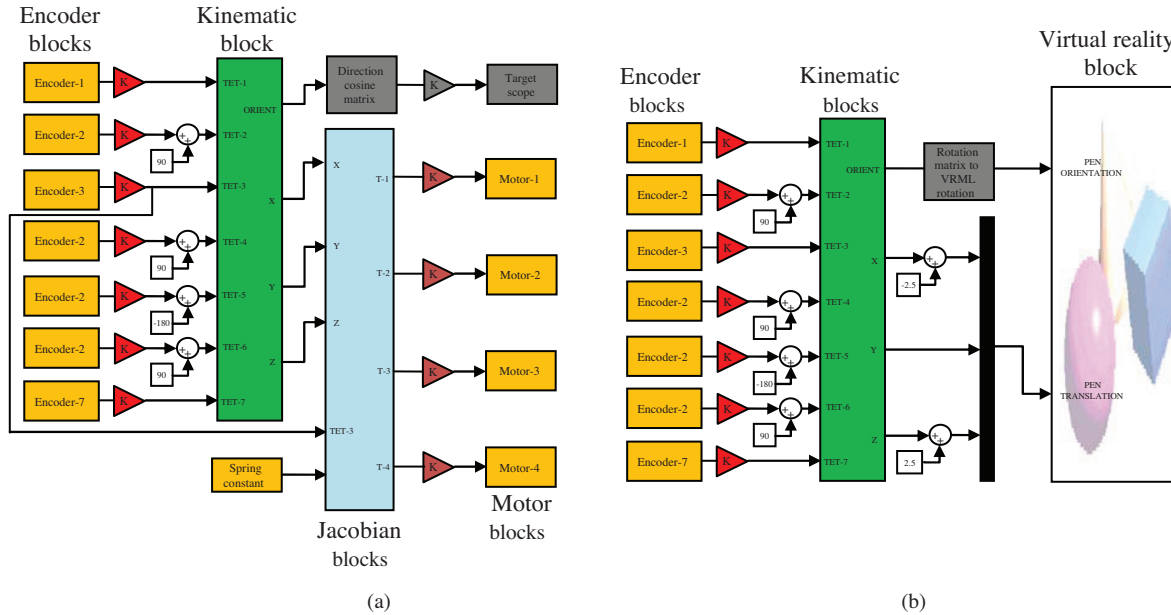 Encoder
blocks
Kinematic
block
Encoder-1
K
TET-1
ORIENT
Direction
cosine
matrix
K
Target
scope
Encoder-2
K
+
+
90
TET-2
Encoder-3
K
TET-3
X
X
T-1
K
Motor-1
Encoder-2
K
+
+
90
TET-4
Y
Y
T-2
K
Motor-2
Encoder-2
K
+
+
-180
TET-5
Z
Encoder-2
K
+
+
90
TET-6
Z
T-3
K
Motor-3
Encoder-7
K
TET-7
TET-3
Spring
constant
T-4
K
Motor-4
Jacobian
blocks
Motor
blocks
(a)
Encoder
blocks
Kinematic
blocks
Virtual reality
block
Encoder-1
K
TET-1
ORIENT
Rotation
matrix to
VRML
rotation
PEN
ORIENTATION
Encoder-2
K
+
+
90
TET-2
Encoder-3
K
TET-3
X
+
+
-2.5
Encoder-2
K
+
+
90
TET-4
Encoder-2
K
+
+
-180
TET-5
Y
PEN
TRANSLATION
Encoder-2
K
+
+
90
TET-6
Z
+
+
2.5
Encoder-7
K
TET-7
(b)